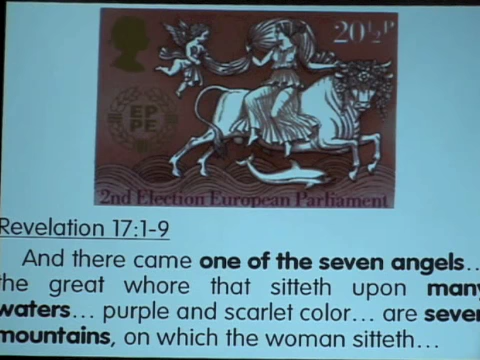 20½P
EP
PE
2nd Election European Parliament
Revelation 17:1-9
And there came one of the seven angels…
the great whore that sitteth upon many
waters… purple and scarlet color… are seven
mountains, on which the woman sitteth…